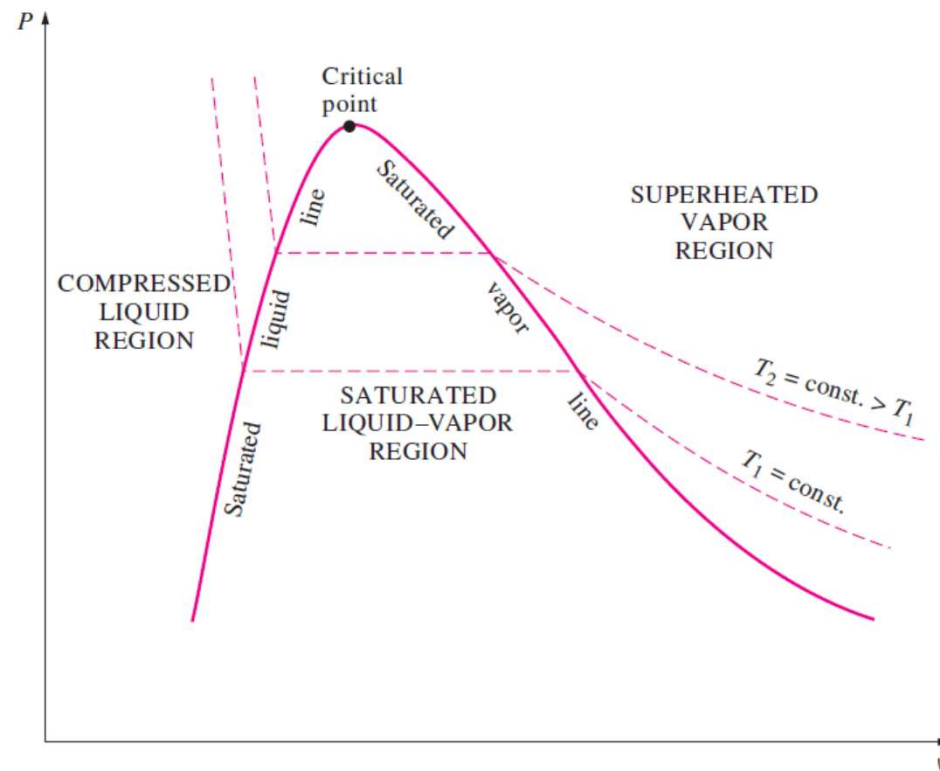 P
Critical
point
Saturated
vapor
line
Saturated
liquid
line
SUPERHEATED
VAPOR
REGION
COMPRESSED
LIQUID
REGION
SATURATED
LIQUID–VAPOR
REGION
T₂ = const. > T₁
T₁ = const.